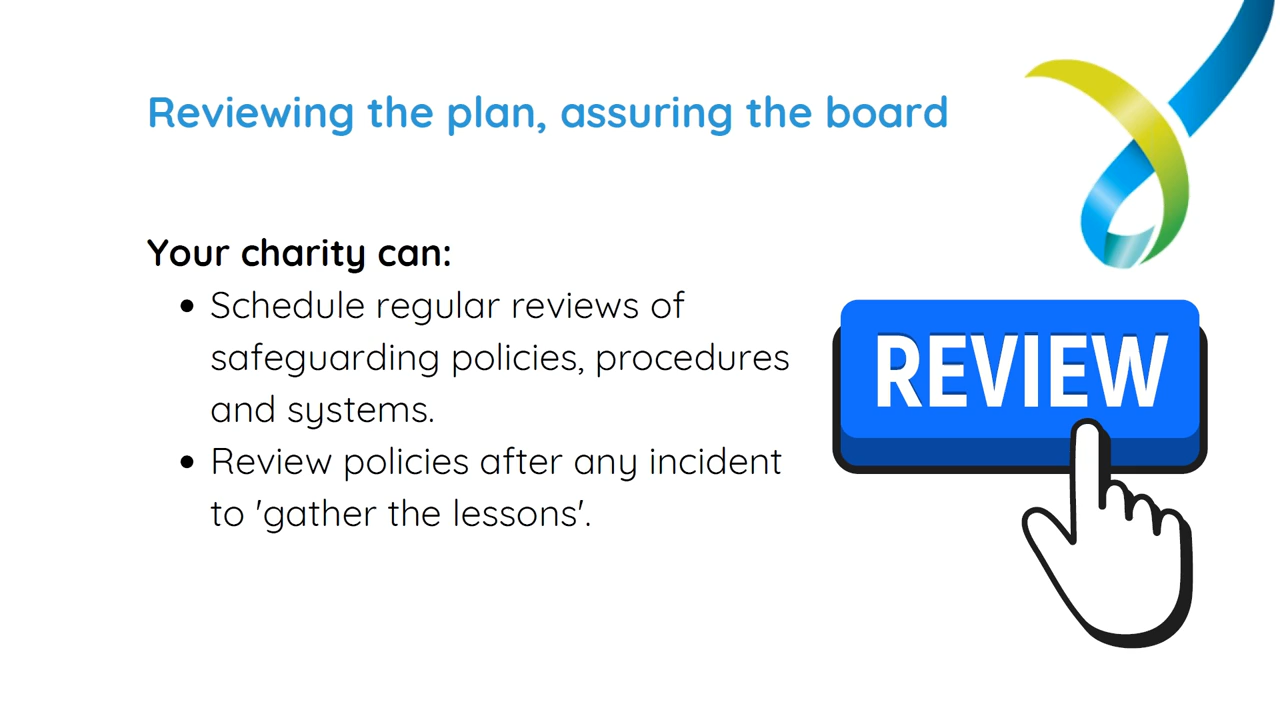 Reviewing the plan, assuring the board
Your charity can:
• Schedule regular reviews of
safeguarding policies, procedures
and systems.
• Review policies after any incident
to 'gather the lessons'.
REVIEW